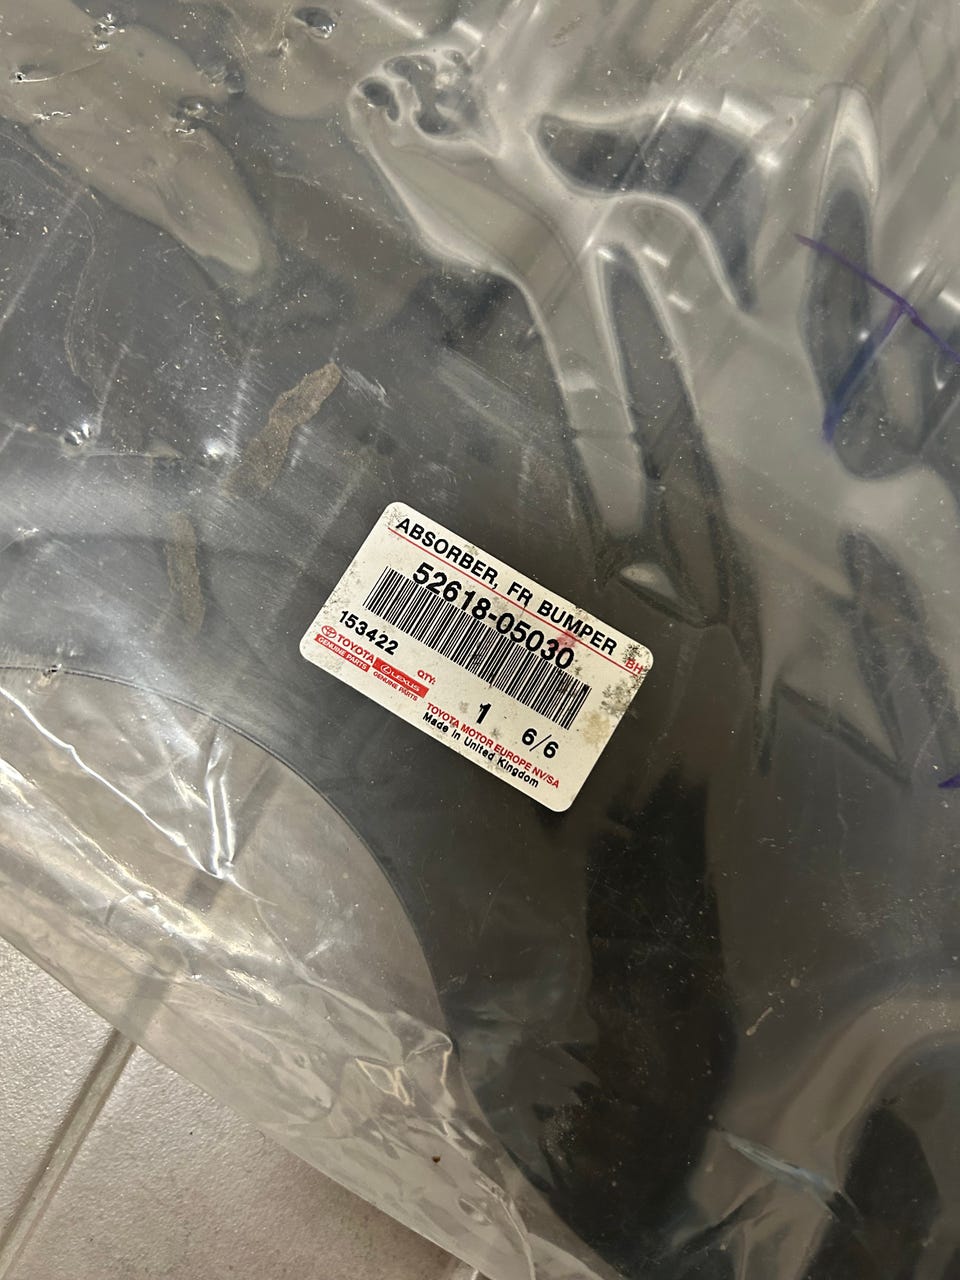 ABSORBER, FR BUMPER
BH
52618-05030
153422
TOYOTA
GENUINE PARTS
LEXUS
GENUINE PARTS
QTY:
1
6/6
TOYOTA MOTOR EUROPE NV/SA
Made in United Kingdom